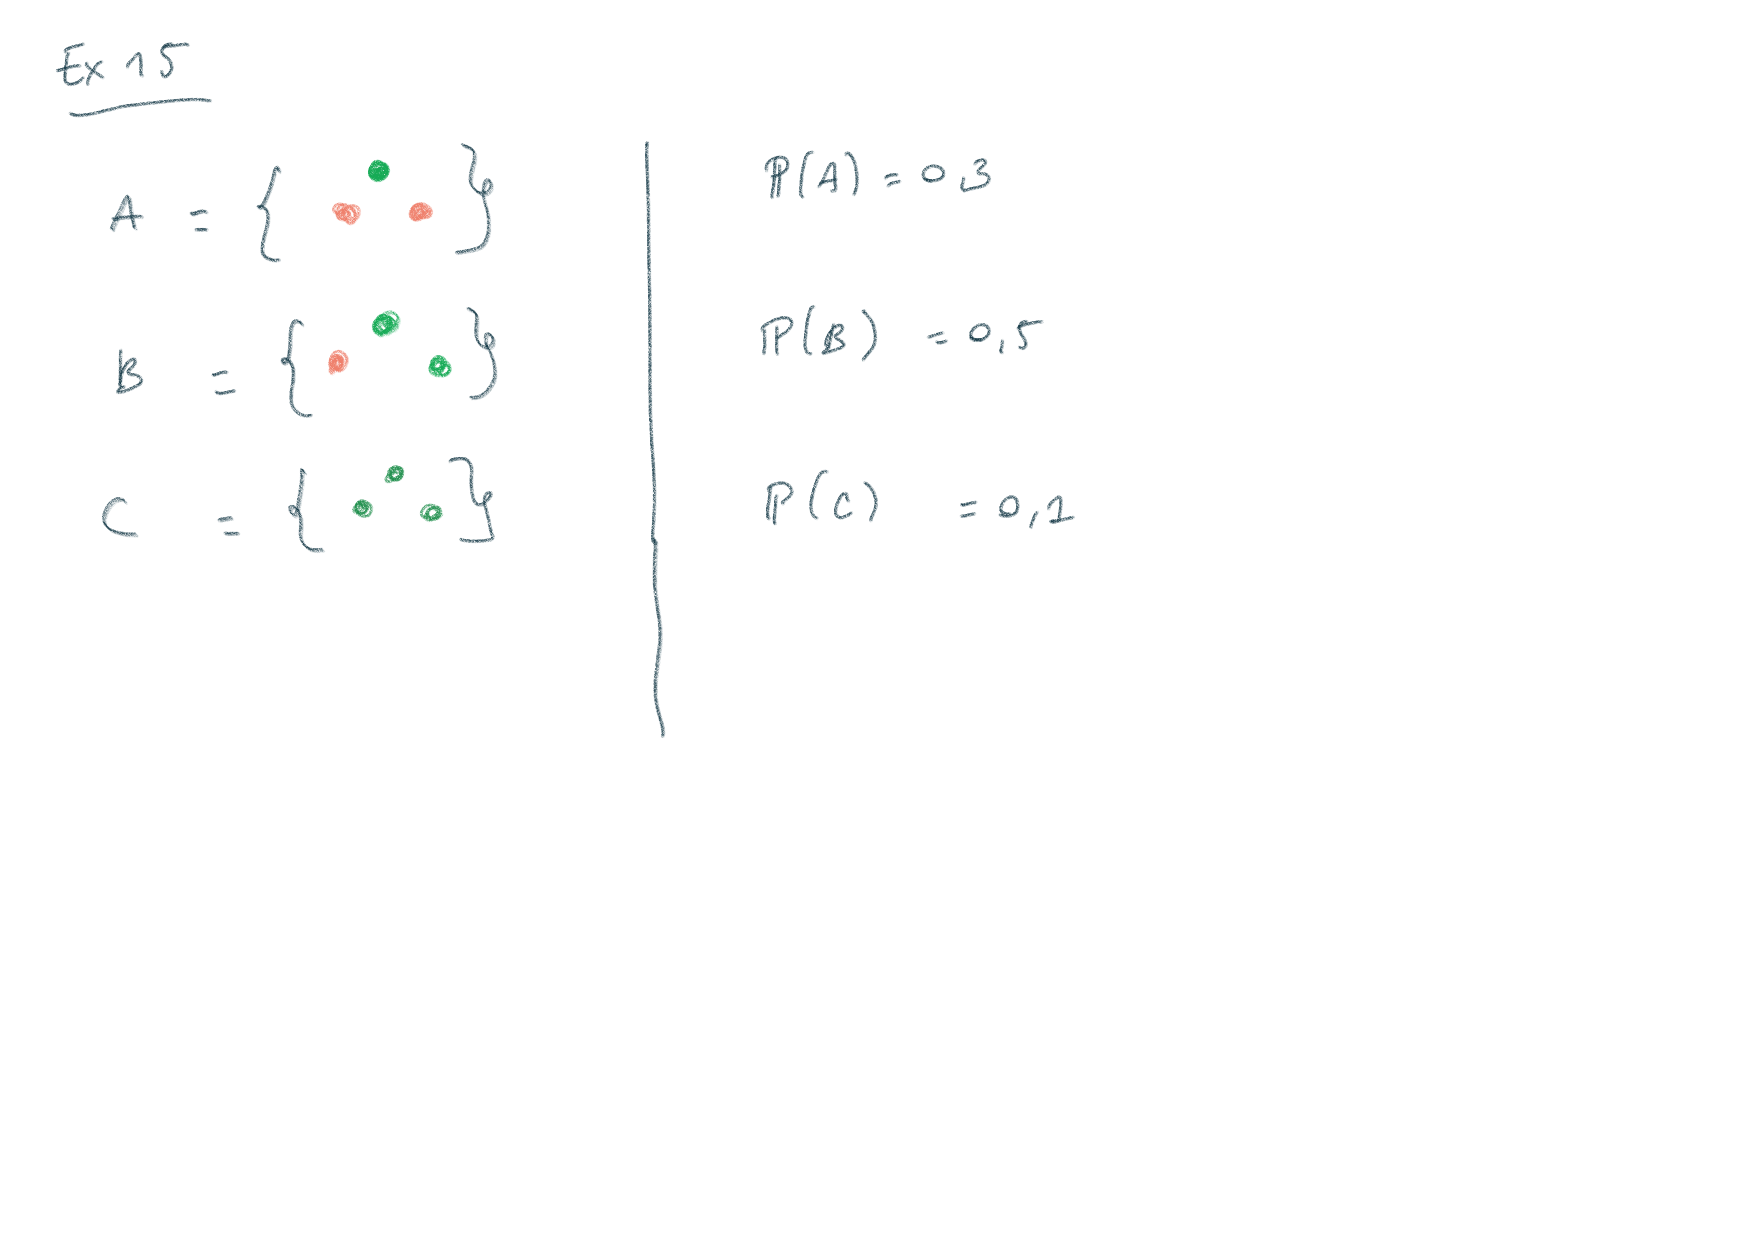 Ex 15
A = { }
ℙ(A) = 0,3
B = { }
ℙ(B) = 0,5
C = { }
ℙ(C) = 0,1